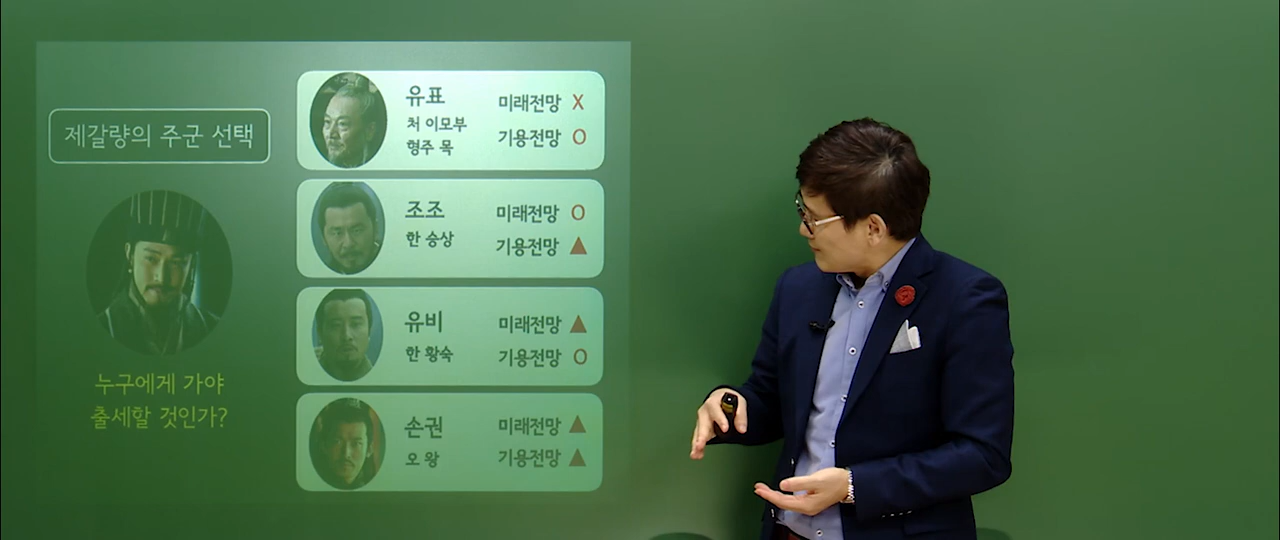 제갈량의 주군 선택
누구에게 가야
출세할 것인가?
유표
처 이모부
형주 목
미래전망 X
기용전망 O
조조
한 승상
미래전망 O
기용전망 ▲
유비
한 황숙
미래전망 ▲
기용전망 O
손권
오 왕
미래전망 ▲
기용전망 ▲